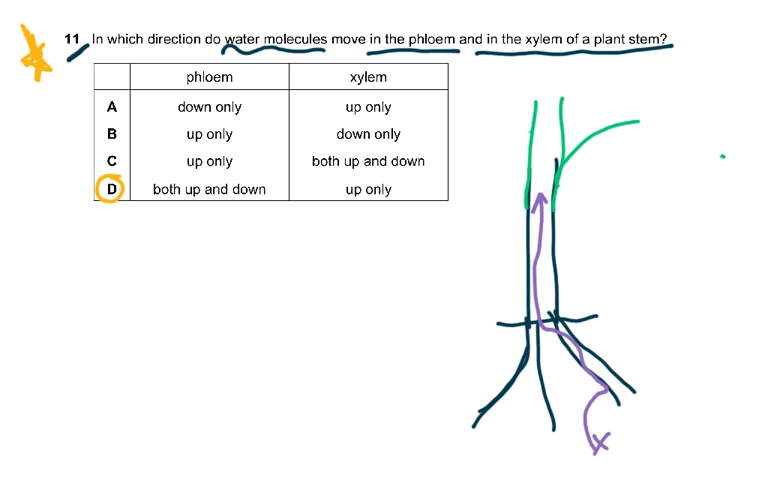 11 In which direction do water molecules move in the phloem and in the xylem of a plant stem?
phloem xylem
A down only up only
B up only down only
C up only both up and down
D both up and down up only